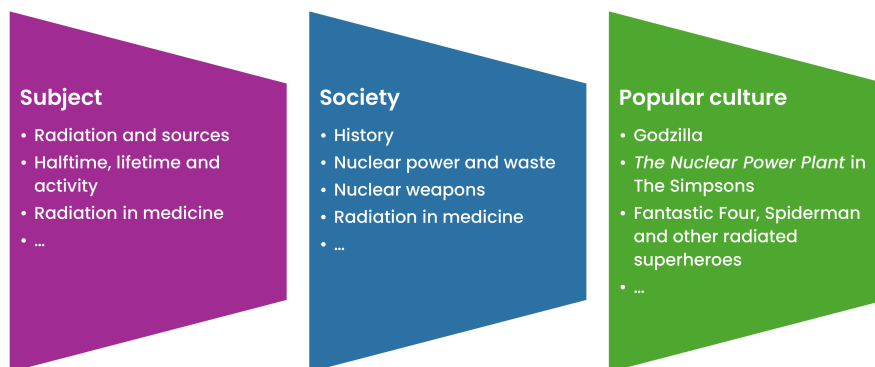 Subject
• Radiation and sources
• Halftime, lifetime and
activity
• Radiation in medicine
• ...
Society
• History
• Nuclear power and waste
• Nuclear weapons
• Radiation in medicine
• ...
Popular culture
• Godzilla
• The Nuclear Power Plant in
The Simpsons
• Fantastic Four, Spiderman
and other radiated
superheroes
• ...